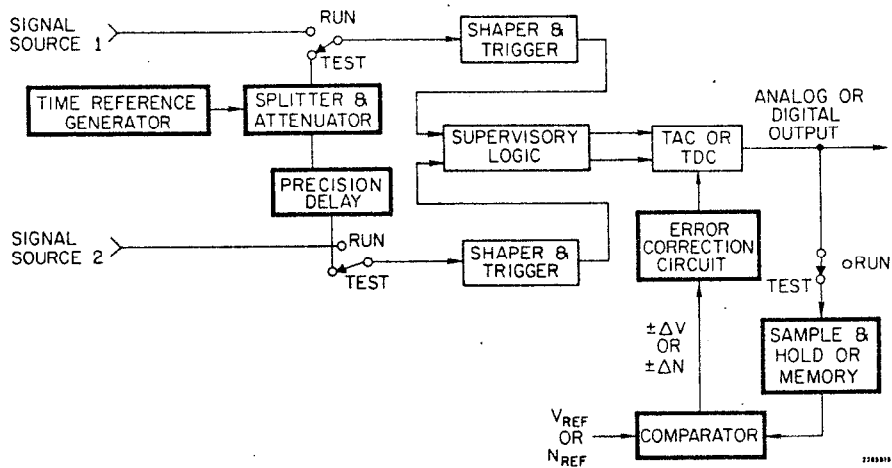 SIGNAL
SOURCE 1
RUN
TEST
SHAPER &
TRIGGER
TIME REFERENCE
GENERATOR
SPLITTER &
ATTENUATOR
SUPERVISORY
LOGIC
TAC OR
TDC
ANALOG OR
DIGITAL
OUTPUT
PRECISION
DELAY
SIGNAL
SOURCE 2
RUN
TEST
SHAPER &
TRIGGER
ERROR
CORRECTION
CIRCUIT
RUN
TEST
±ΔV
OR
±ΔN
SAMPLE &
HOLD OR
MEMORY
VREF
OR
NREF
COMPARATOR